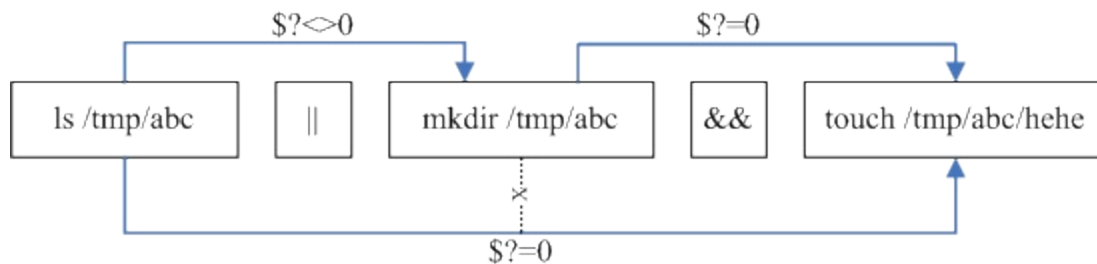 $?<>0
$?=0
ls /tmp/abc
||
mkdir /tmp/abc
&&
touch /tmp/abc/hehe
x
$?=0